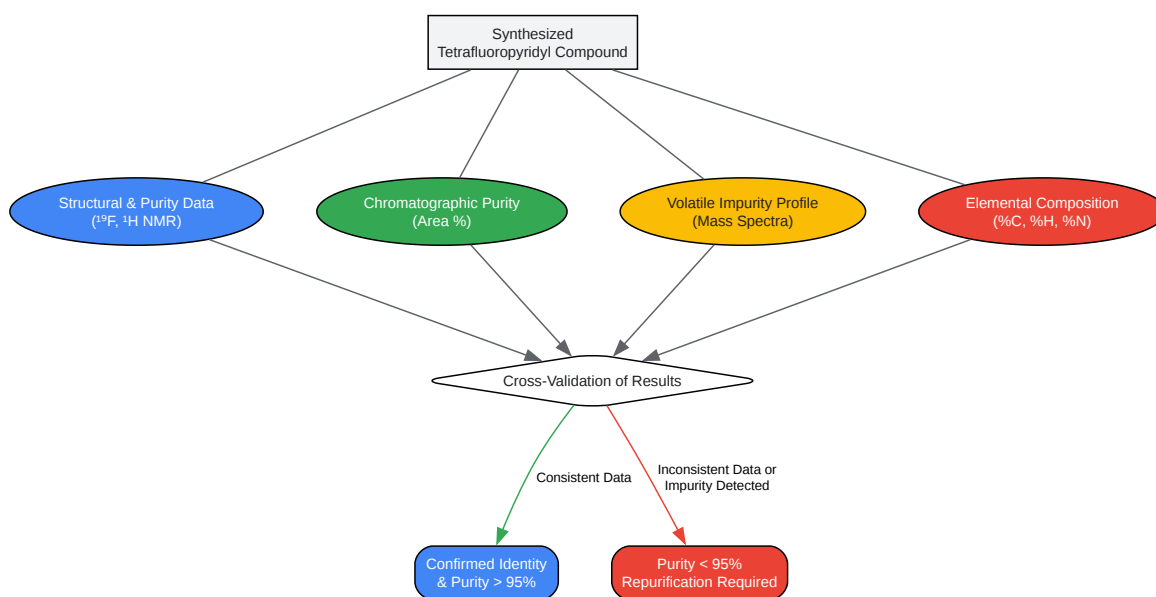 Synthesized
Tetrafluoropyridyl Compound
Structural & Purity Data
(¹⁹F, ¹H NMR)
Chromatographic Purity
(Area %)
Volatile Impurity Profile
(Mass Spectra)
Elemental Composition
(%C, %H, %N)
Cross-Validation of Results
Consistent Data
Inconsistent Data or
Impurity Detected
Confirmed Identity
& Purity > 95%
Purity < 95%
Repurification Required